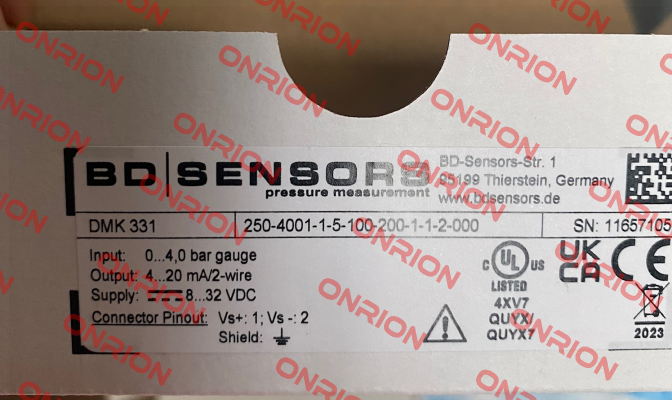 BD|SENSORS
pressure measurement
BD-Sensors-Str. 1
95199 Thierstein, Germany
www.bdsensors.de
DMK 331
250-4001-1-5-100-200-1-1-2-000
SN: 11657105
Input: 0...4,0 bar gauge
Output: 4...20 mA/2-wire
Supply: 8...32 VDC
Connector Pinout: Vs+: 1; Vs -: 2
Shield:
C UL US
LISTED
4XV7
QUYX/
QUYX7
UK
CA
CE
2023
ONRION